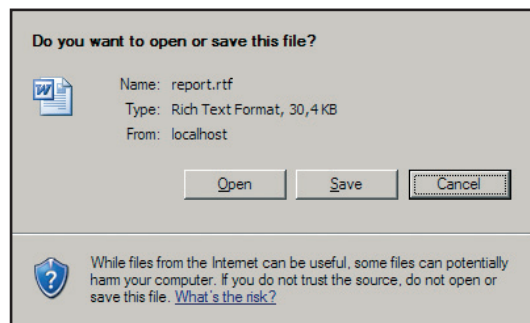 Do you want to open or save this file?
Name: report.rtf
Type: Rich Text Format, 30,4 KB
From: localhost
Open Save Cancel
While files from the Internet can be useful, some files can potentially
harm your computer. If you do not trust the source, do not open or
save this file. What's the risk?